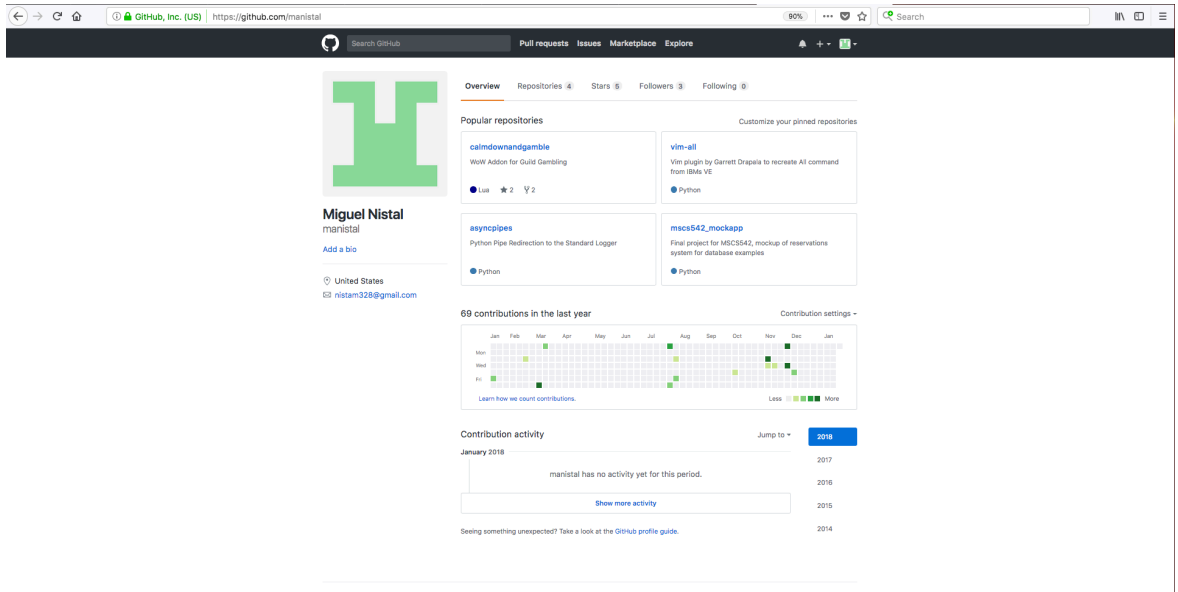 GitHub, Inc. (US) https://github.com/manistal 90% Search
Search GitHub Pull requests Issues Marketplace Explore
Overview Repositories 4 Stars 5 Followers 3 Following 0
Popular repositories Customize your pinned repositories
calmdownandgamble
WoW Addon for Guild Gambling
Lua 2 2
vim-all
Vim plugin by Garrett Drapala to recreate All command
from IBMs VE
Python
asyncpipes
Python Pipe Redirection to the Standard Logger
Python
mscs542_mockapp
Final project for MSCS542, mockup of reservations
system for database examples
Python
Miguel Nistal
manistal
Add a bio
United States
nistam328@gmail.com
69 contributions in the last year Contribution settings
Jan Feb Mar Apr May Jun Jul Aug Sep Oct Nov Dec Jan
Mon
Wed
Fri
Learn how we count contributions. Less More
Contribution activity Jump to
January 2018
manistal has no activity yet for this period.
Show more activity
Seeing something unexpected? Take a look at the GitHub profile guide.
2018
2017
2016
2015
2014